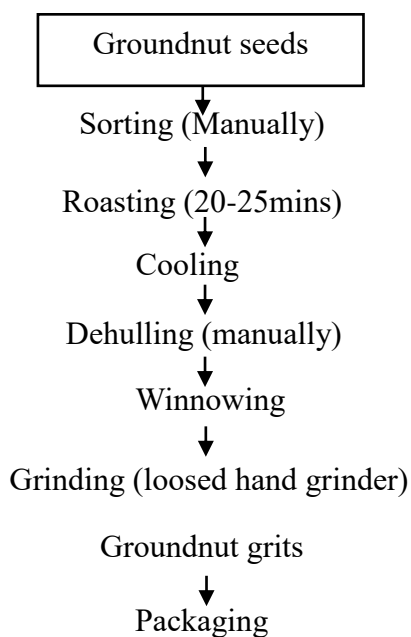 Groundnut seeds
Sorting (Manually)
Roasting (20-25mins)
Cooling
Dehulling (manually)
Winnowing
Grinding (loosed hand grinder)
Groundnut grits
Packaging